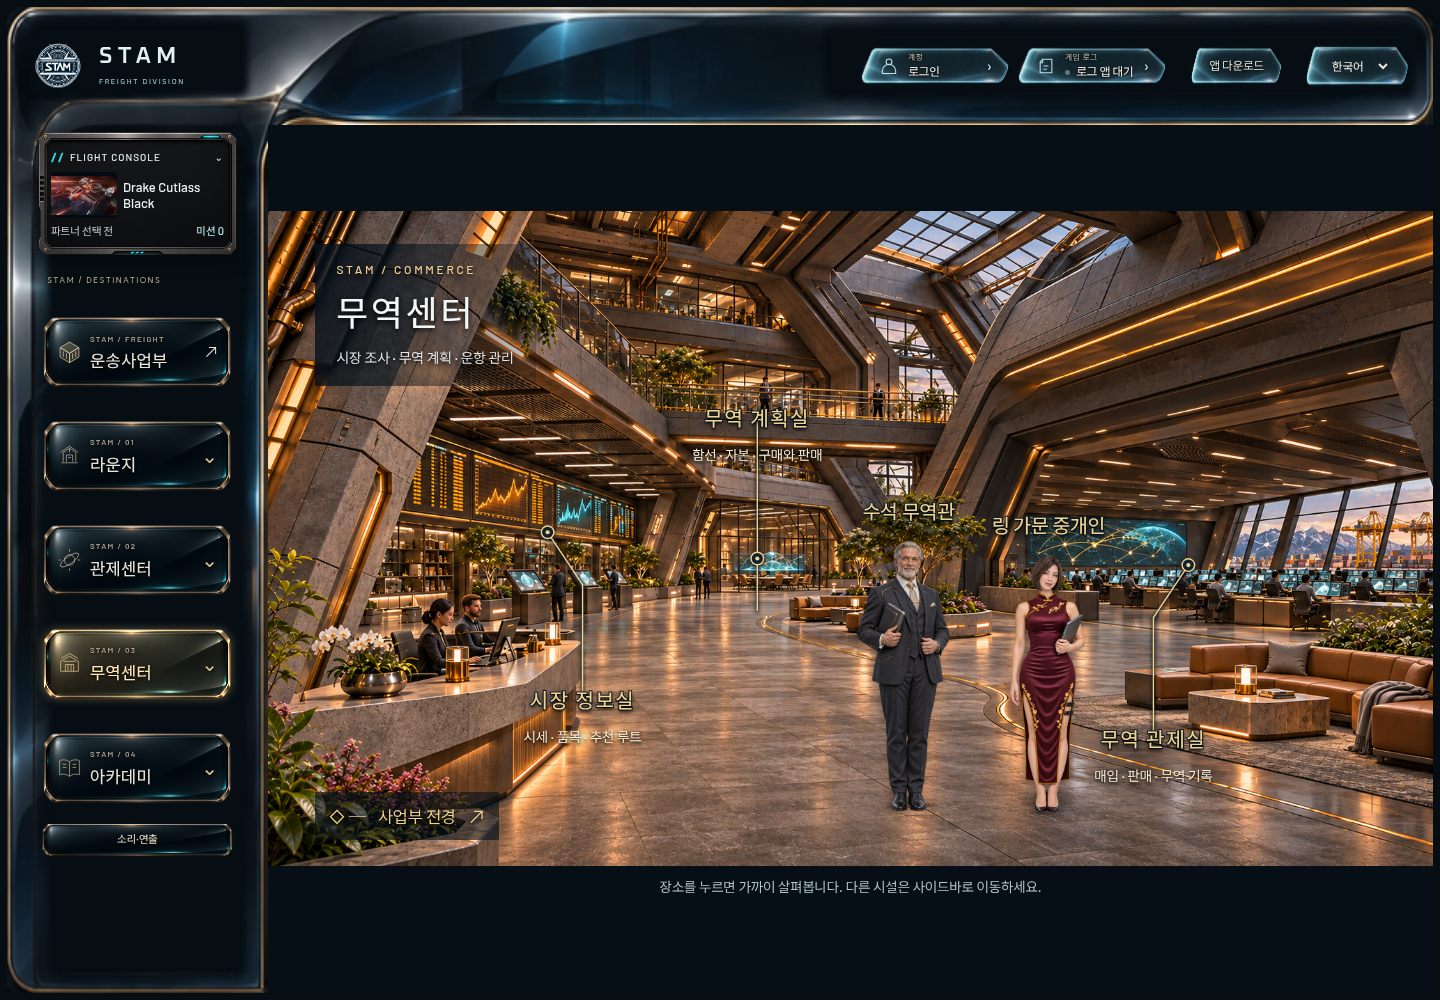 STAM
STAM
FREIGHT DIVISION
계정
로그인
게임 로그
로그 앱 대기
앱 다운로드
한국어
// FLIGHT CONSOLE
Drake Cutlass
Black
파트너 선택 전
미션 0
STAM / DESTINATIONS
STAM / FREIGHT
운송사업부
STAM / 01
라운지
STAM / 02
관제센터
STAM / 03
무역센터
STAM / 04
아카데미
소리·연출
STAM / COMMERCE
무역센터
시장 조사 · 무역 계획 · 운항 관리
무역 계획실
함선 · 자본 · 구매와 판매
수석 무역관
링 가문 중개인
시장 정보실
시세 · 품목 · 추천 루트
무역 관제실
매입 · 판매 · 무역 기록
사업부 전경
장소를 누르면 가까이 살펴봅니다. 다른 시설은 사이드바로 이동하세요.